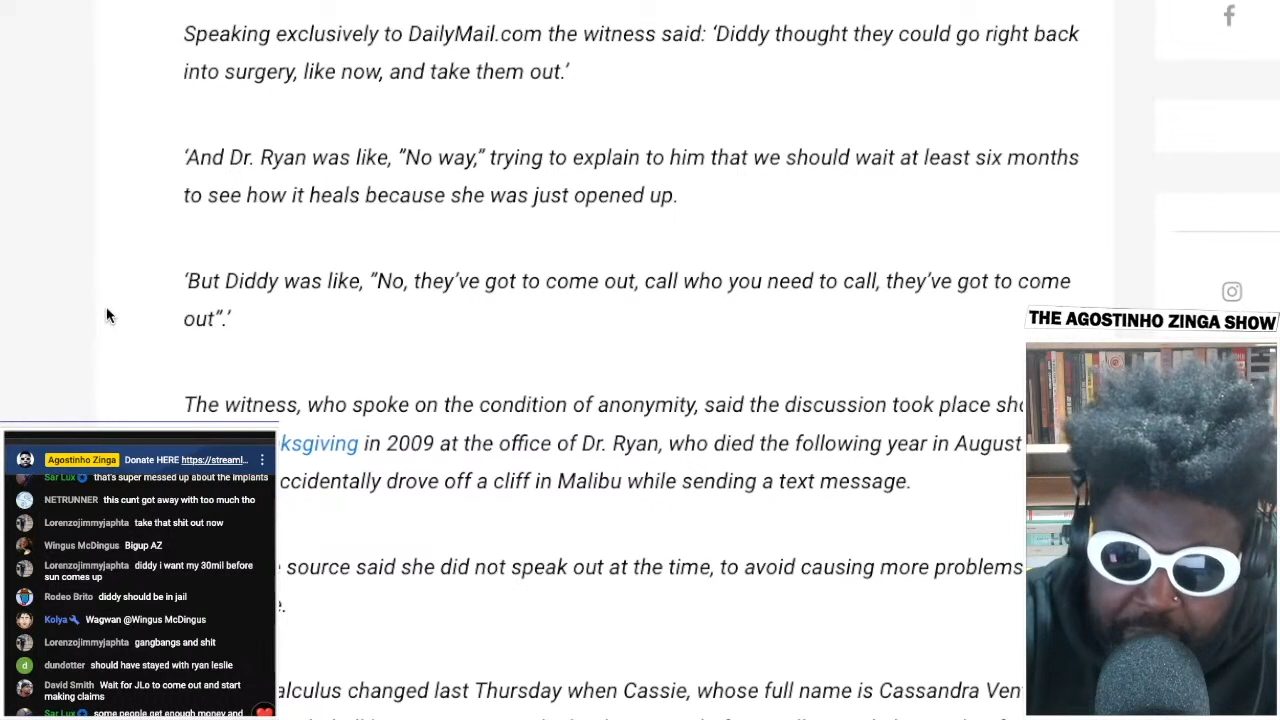 Speaking exclusively to DailyMail.com the witness said: ‘Diddy thought they could go right back
into surgery, like now, and take them out.’
‘And Dr. Ryan was like, ”No way,” trying to explain to him that we should wait at least six months
to see how it heals because she was just opened up.
‘But Diddy was like, ”No, they’ve got to come out, call who you need to call, they’ve got to come
out”.’
THE AGOSTINHO ZINGA SHOW
The witness, who spoke on the condition of anonymity, said the discussion took place
ksgiving in 2009 at the office of Dr. Ryan, who died the following year in August
ccidentally drove off a cliff in Malibu while sending a text message.
source said she did not speak out at the time, to avoid causing more problems
alculus changed last Thursday when Cassie, whose full name is Cassandra Ven
Agostinho Zinga Donate HERE https://streaml...
Sar Lux that's super messed up about the implants
NETRUNNER this cunt got away with too much tho
Lorenzojimmyjaphta take that shit out now
Wingus McDingus Bigup AZ
Lorenzojimmyjaphta diddy i want my 30mil before
sun comes up
Rodeo Brito diddy should be in jail
Kolya Wagwan @Wingus McDingus
Lorenzojimmyjaphta gangbangs and shit
dundotter should have stayed with ryan leslie
David Smith Wait for JLo to come out and start
making claims
Sar Lux some people get enough money and